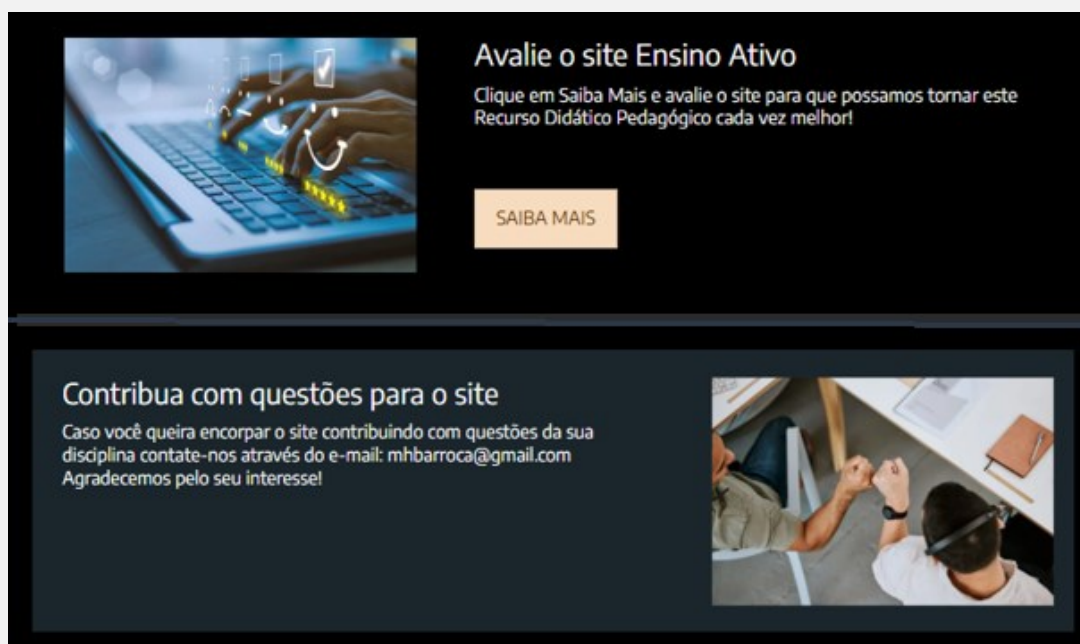 Avalie o site Ensino Ativo
Clique em Saiba Mais e avalie o site para que possamos tornar este
Recurso Didático Pedagógico cada vez melhor!
SAIBA MAIS
Contribua com questões para o site
Caso você queira encorpar o site contribuindo com questões da sua
disciplina contate-nos através do e-mail: mhbarroca@gmail.com
Agradecemos pelo seu interesse!